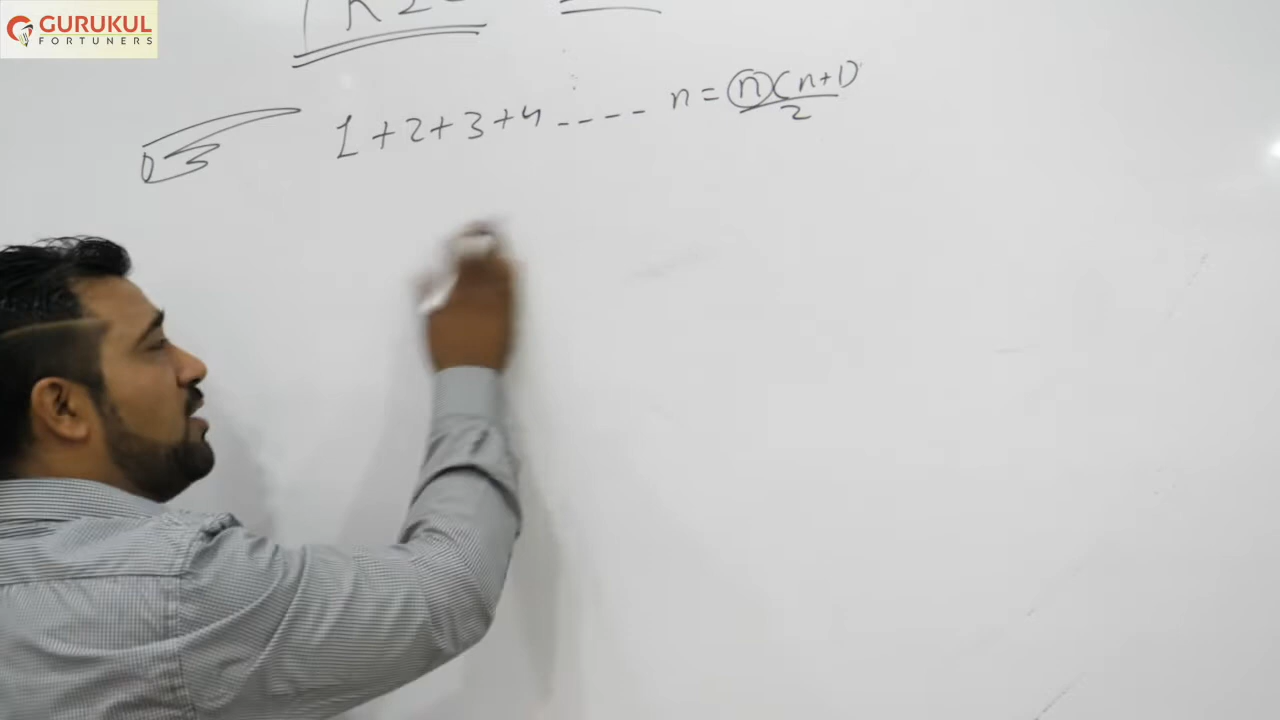 GURUKUL
FORTUNERS
1+2+3+4 ---- n = n(n+1)/2